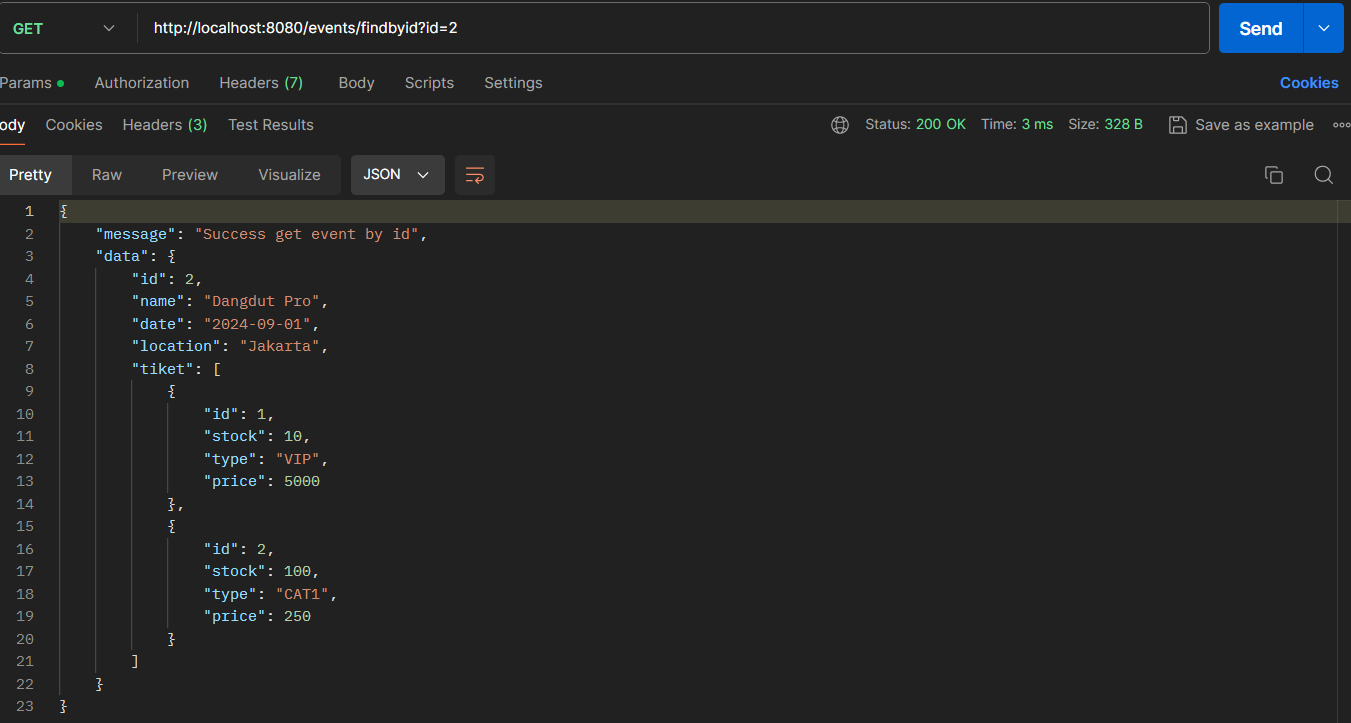 GET http://localhost:8080/events/findbyid?id=2 Send
Params Authorization Headers (7) Body Scripts Settings Cookies
ody Cookies Headers (3) Test Results Status: 200 OK Time: 3 ms Size: 328 B Save as example
Pretty Raw Preview Visualize JSON
1 {
2 "message": "Success get event by id",
3 "data": {
4 "id": 2,
5 "name": "Dangdut Pro",
6 "date": "2024-09-01",
7 "location": "Jakarta",
8 "tiket": [
9 {
10 "id": 1,
11 "stock": 10,
12 "type": "VIP",
13 "price": 5000
14 },
15 {
16 "id": 2,
17 "stock": 100,
18 "type": "CAT1",
19 "price": 250
20 }
21 ]
22 }
23 }